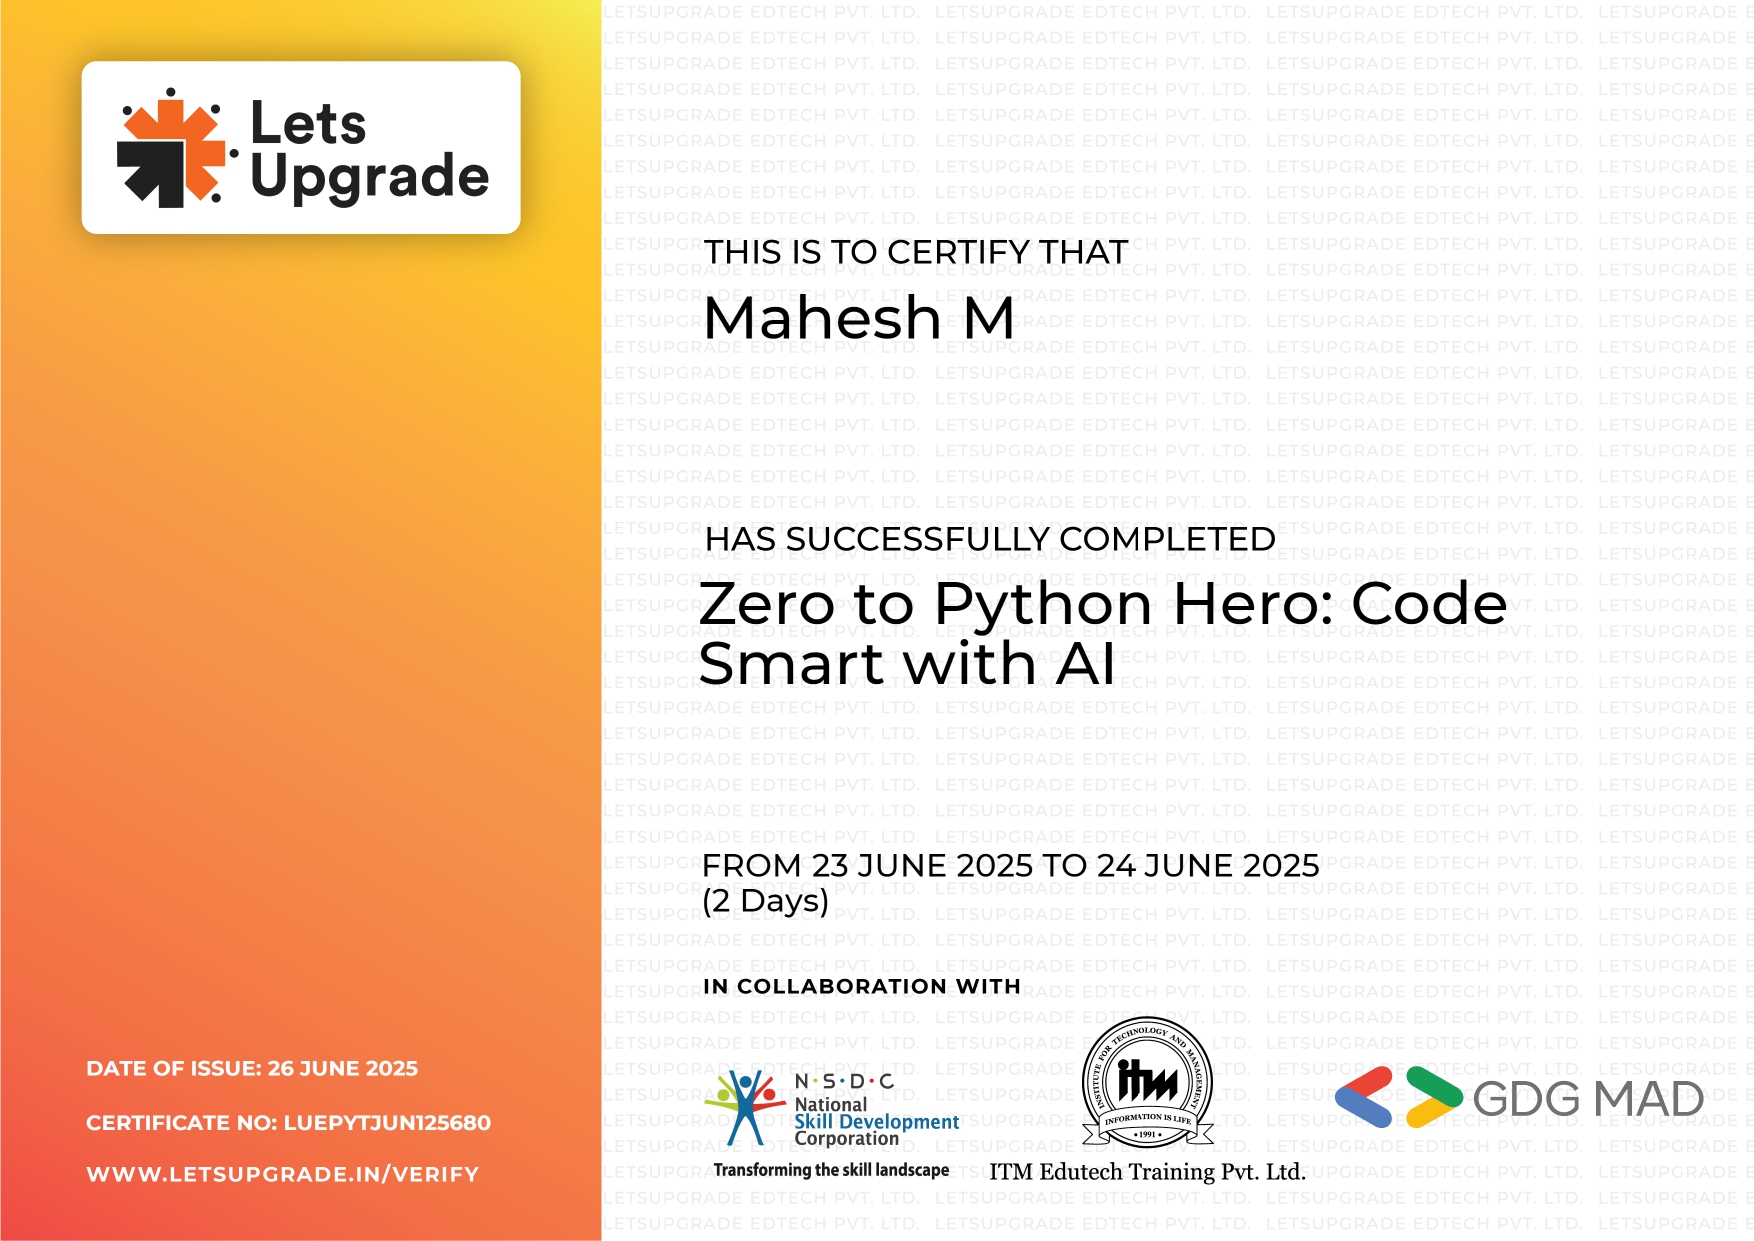 Lets
Upgrade
THIS IS TO CERTIFY THAT
Mahesh M
HAS SUCCESSFULLY COMPLETED
Zero to Python Hero: Code
Smart with AI
FROM 23 JUNE 2025 TO 24 JUNE 2025
(2 Days)
IN COLLABORATION WITH
N·S·D·C
National
Skill Development
Corporation
Transforming the skill landscape
INSTITUTE FOR TECHNOLOGY AND MANAGEMENT
itm
INFORMATION IS LIFE
• 1991 •
ITM Edutech Training Pvt. Ltd.
GDG MAD
DATE OF ISSUE: 26 JUNE 2025
CERTIFICATE NO: LUEPYTJUN125680
WWW.LETSUPGRADE.IN/VERIFY
LETSUPGRADE EDTECH PVT. LTD.